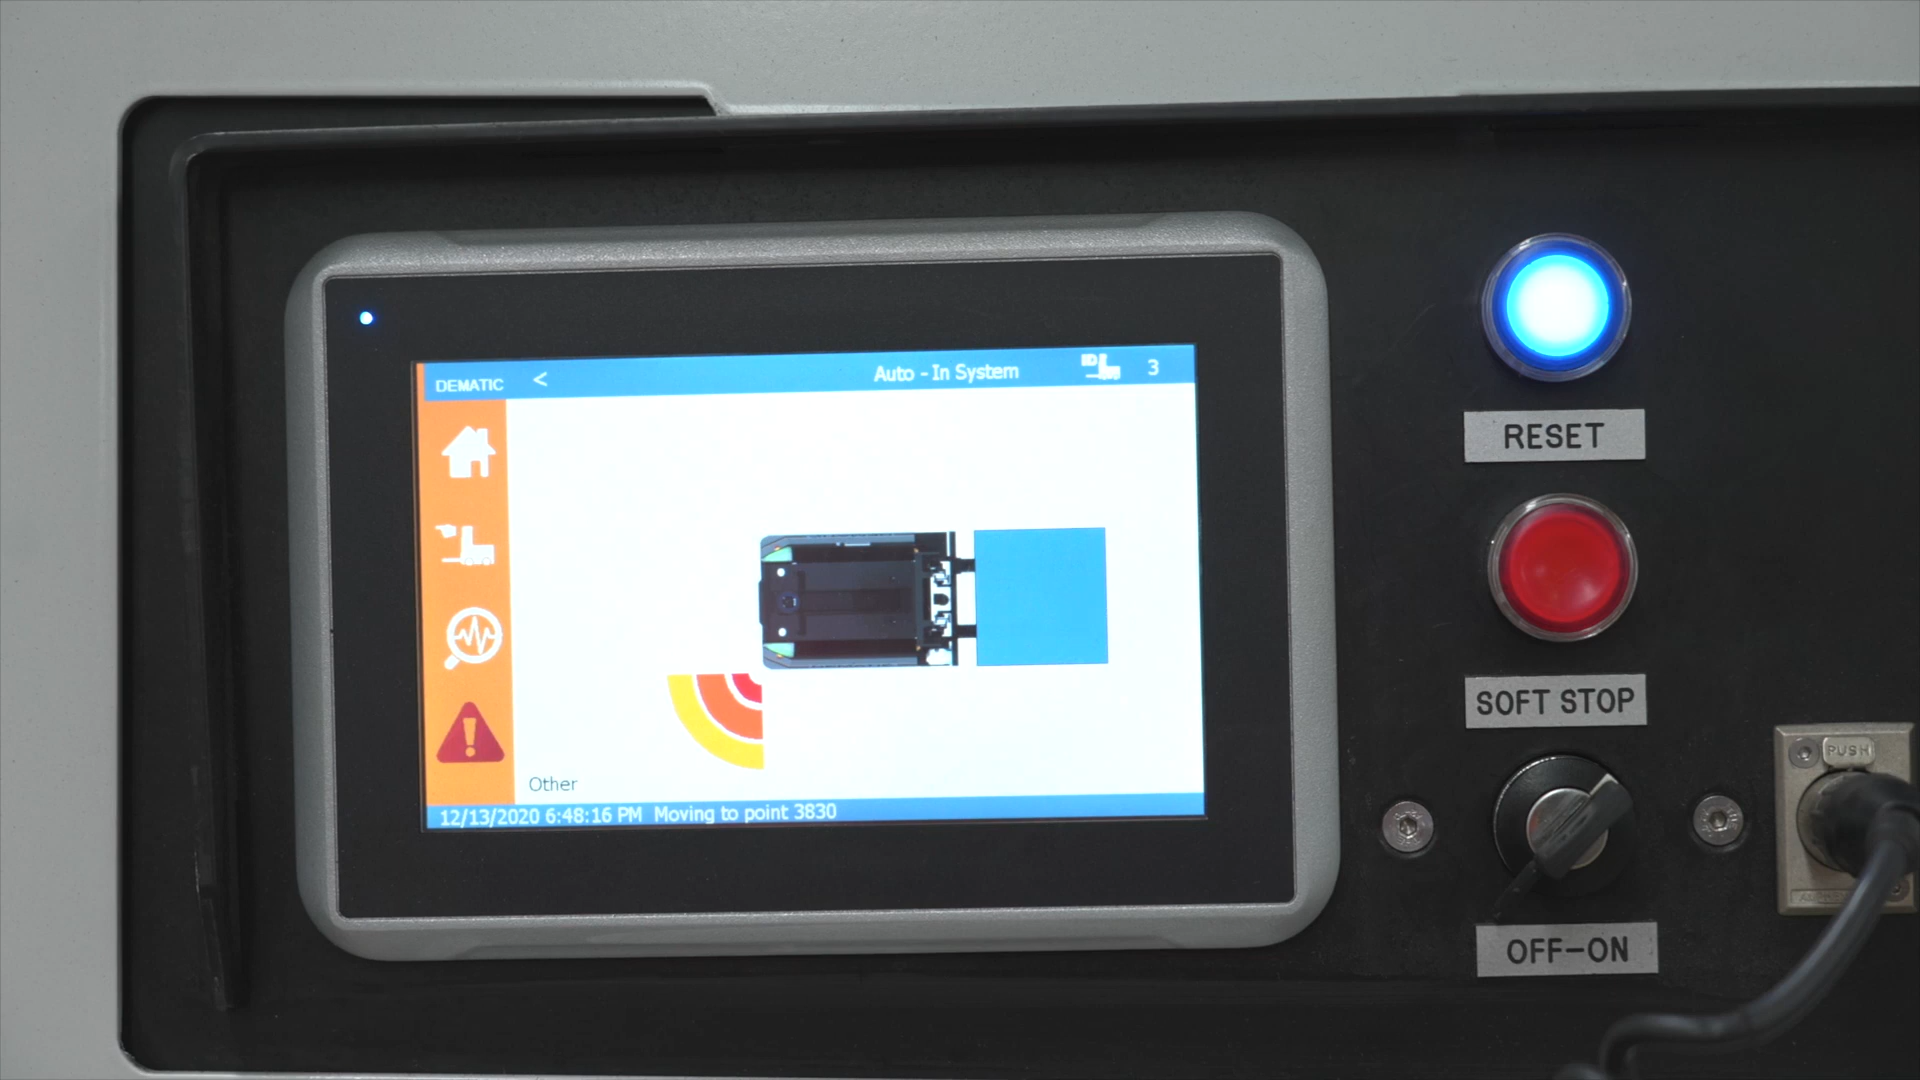 DEMATIC < Auto - In System 3
Other
12/13/2020 6:48:16 PM Moving to point 3830
RESET
SOFT STOP
OFF-ON
PUSH